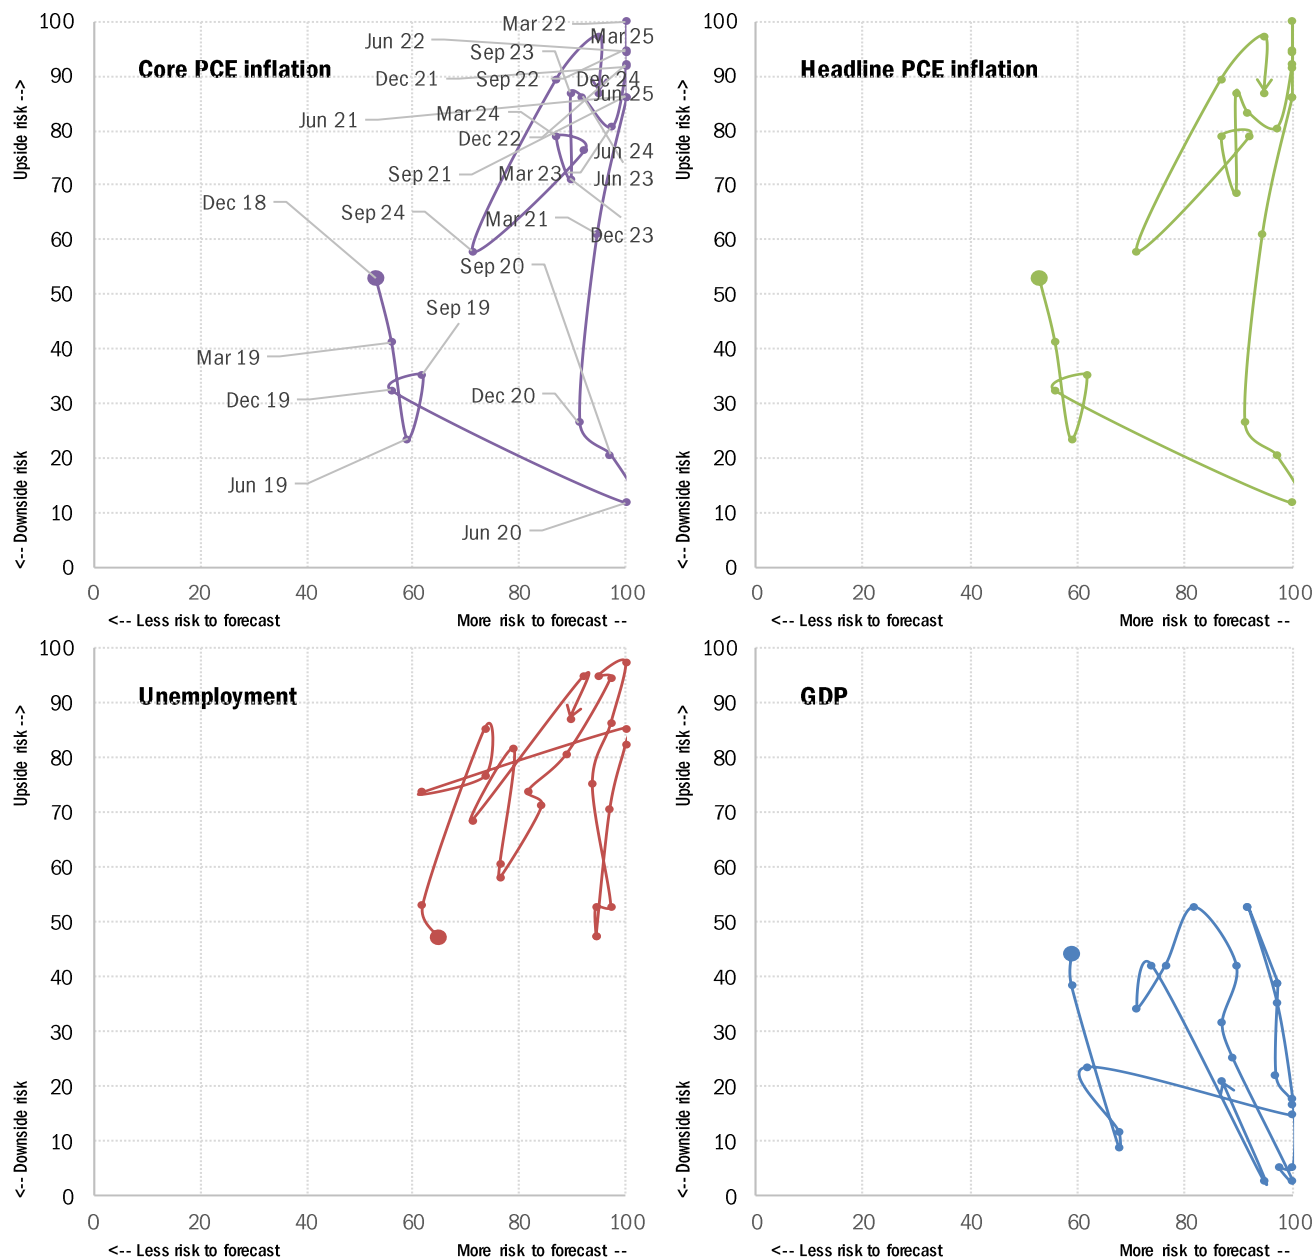 Core PCE inflation
Upside risk -->
<-- Downside risk
100
90
80
70
60
50
40
30
20
10
0
Mar 22
Mar 25
Jun 22
Sep 23
Dec 21
Sep 22
Dec 24
Jun 25
Jun 21
Mar 24
Dec 22
Jun 24
Sep 21
Mar 23
Jun 23
Dec 18
Sep 24
Mar 21
Dec 23
Sep 20
Sep 19
Mar 19
Dec 19
Dec 20
Jun 19
Jun 20
0 20 40 60 80 100
<-- Less risk to forecast More risk to forecast --
Headline PCE inflation
Upside risk -->
<-- Downside risk
100
90
80
70
60
50
40
30
20
10
0
0 20 40 60 80 100
<-- Less risk to forecast More risk to forecast --
Unemployment
Upside risk -->
<-- Downside risk
100
90
80
70
60
50
40
30
20
10
0
0 20 40 60 80 100
<-- Less risk to forecast More risk to forecast --
GDP
Upside risk -->
<-- Downside risk
100
90
80
70
60
50
40
30
20
10
0
0 20 40 60 80 100
<-- Less risk to forecast More risk to forecast --